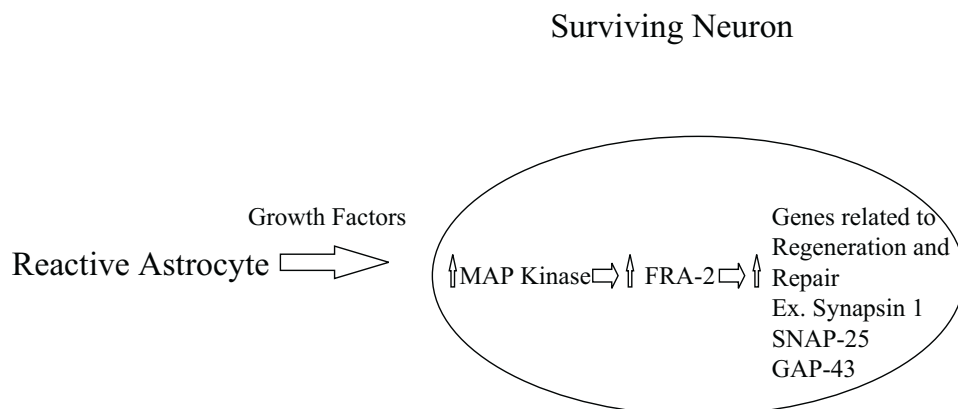 Surviving Neuron
Growth Factors
Reactive Astrocyte
MAP Kinase
FRA-2
Genes related to
Regeneration and
Repair
Ex. Synapsin 1
SNAP-25
GAP-43